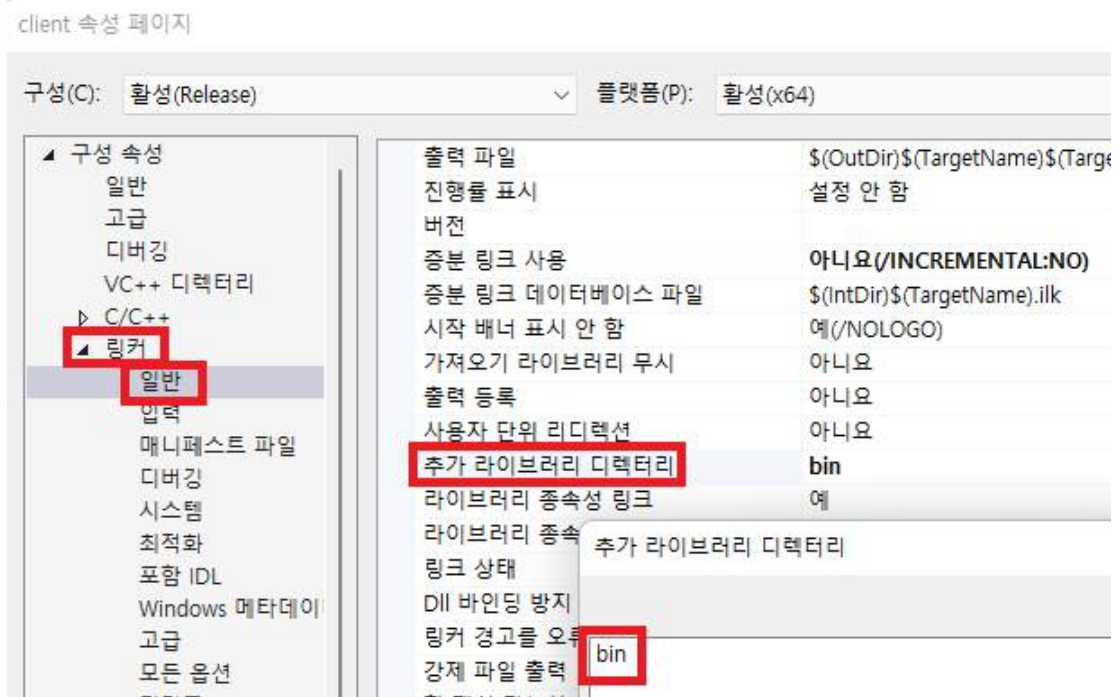 client 속성 페이지
구성(C): 활성(Release) 플랫폼(P): 활성(x64)
구성 속성
일반
고급
디버깅
VC++ 디렉터리
C/C++
링커
일반
입력
매니페스트 파일
디버깅
시스템
최적화
포함 IDL
Windows 메타데이
고급
모든 옵션
출력 파일 $(OutDir)$(TargetName)$(Targe
진행률 표시 설정 안 함
버전
증분 링크 사용 아니요(/INCREMENTAL:NO)
증분 링크 데이터베이스 파일 $(IntDir)$(TargetName).ilk
시작 배너 표시 안 함 예(/NOLOGO)
가져오기 라이브러리 무시 아니요
출력 등록 아니요
사용자 단위 리디렉션 아니요
추가 라이브러리 디렉터리 bin
라이브러리 종속성 링크 예
라이브러리 종속
링크 상태
Dll 바인딩 방지
링커 경고를 오류
강제 파일 출력
추가 라이브러리 디렉터리
bin